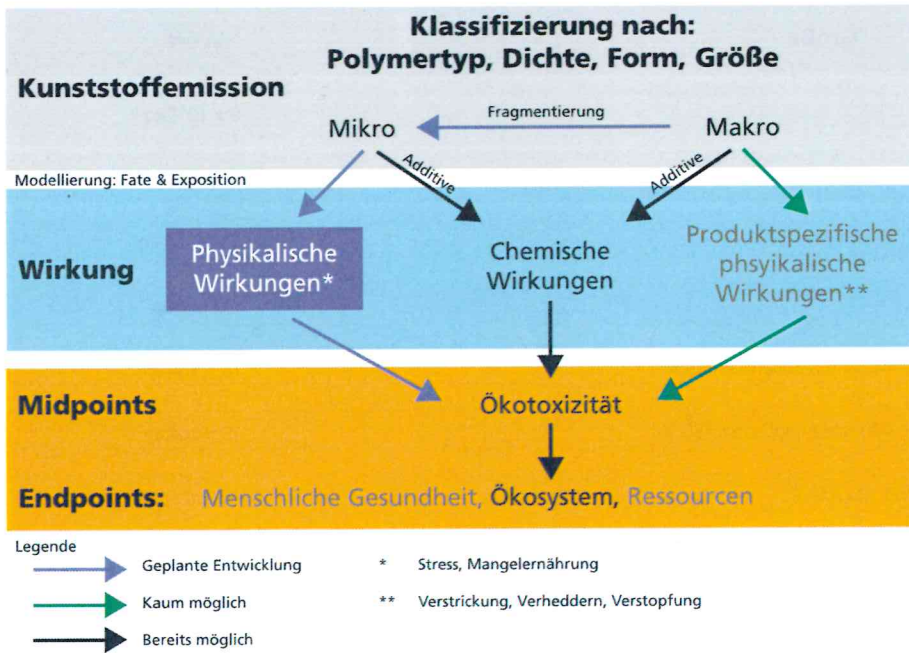 Klassifizierung nach:
Polymertyp, Dichte, Form, Größe
Kunststoffemission
Fragmentierung
Mikro
Makro
Additive
Additive
Modellierung: Fate & Exposition
Wirkung
Physikalische
Wirkungen*
Chemische
Wirkungen
Produktspezifische
phsyikalische
Wirkungen**
Midpoints
Ökotoxizität
Endpoints: Menschliche Gesundheit, Ökosystem, Ressourcen
Legende
Geplante Entwicklung
* Stress, Mangelernährung
Kaum möglich
** Verstrickung, Verheddern, Verstopfung
Bereits möglich